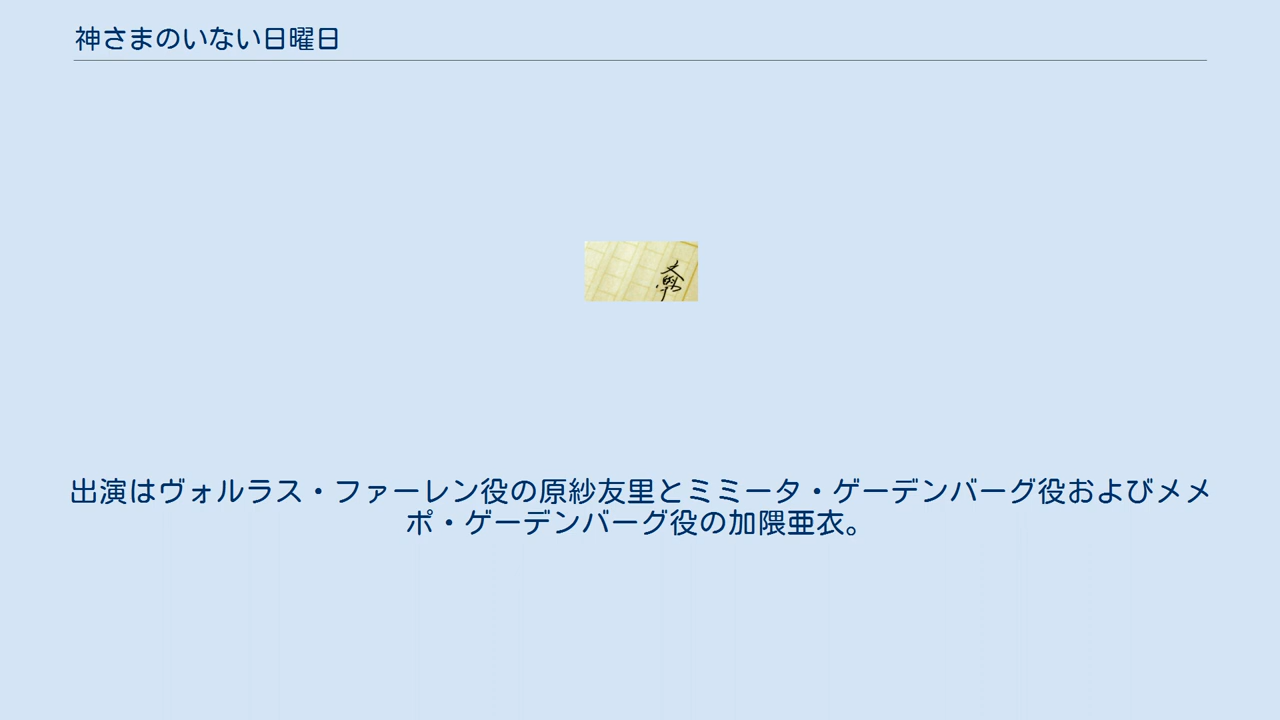 神さまのいない日曜日
出演はヴォルラス・ファーレン役の原紗友里とミミータ・ゲーデンバーグ役およびメメ
ポ・ゲーデンバーグ役の加隈亜衣。